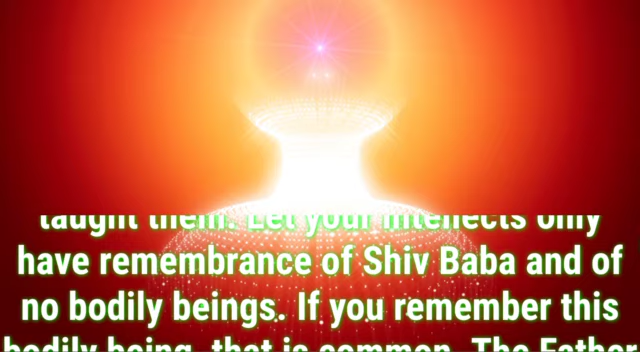 taught them. Let your intellects only
have remembrance of Shiv Baba and of
no bodily beings. If you remember this
bodily being, that is common. The Father